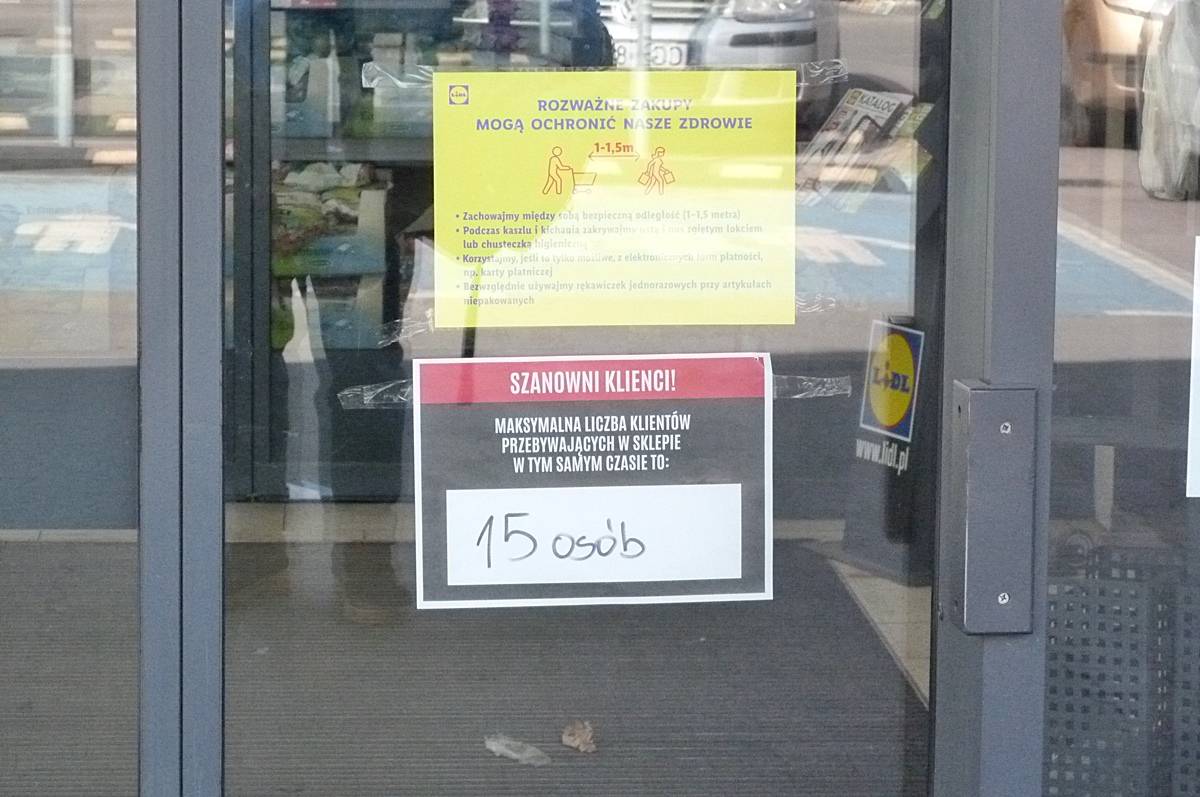 LIDL
ROZWAŻNE ZAKUPY
MOGĄ OCHRONIĆ NASZE ZDROWIE
1-1,5m
• Zachowajmy między sobą bezpieczną odległość (1-1,5 metra)
• Podczas kaszlu i kichania zakrywajmy usta i nos zgiętym łokciem
lub chusteczką higieniczną
• Korzystajmy, jeśli to tylko możliwe, z elektronicznych form płatności,
np. karty płatniczej
• Bezwzględnie używajmy rękawiczek jednorazowych przy artykułach
niepakowanych
KATALOG
SZANOWNI KLIENCI!
MAKSYMALNA LICZBA KLIENTÓW
PRZEBYWAJĄCYCH W SKLEPIE
W TYM SAMYM CZASIE TO:
15 osób
LIDL
www.lidl.pl